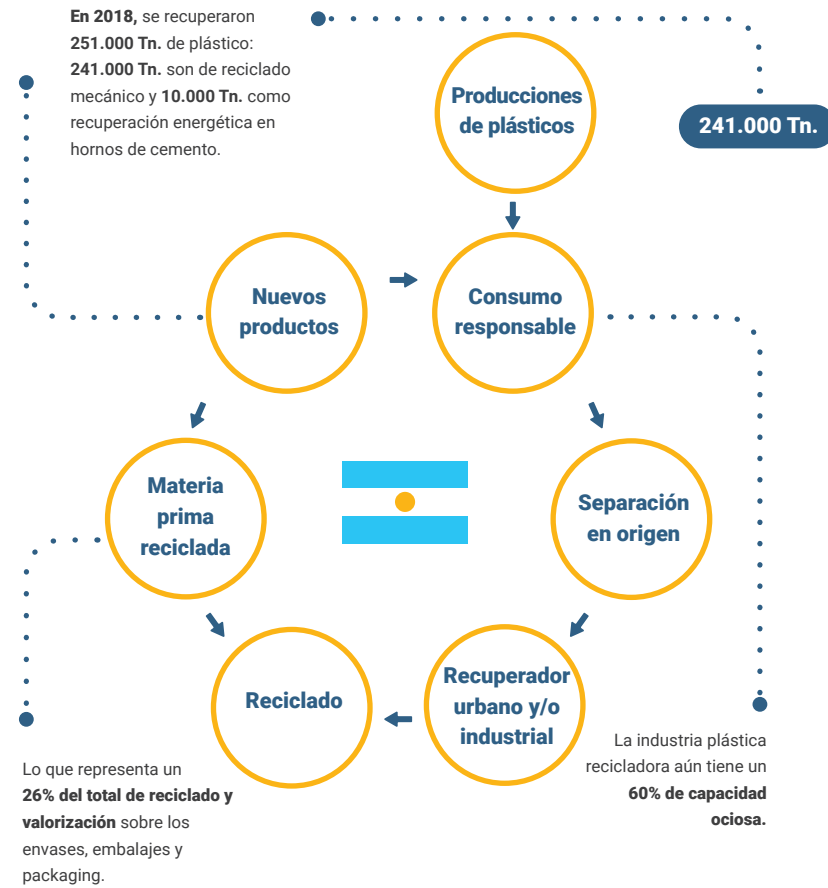 En 2018, se recuperaron
251.000 Tn. de plástico:
241.000 Tn. son de reciclado
mecánico y 10.000 Tn. como
recuperación energética en
hornos de cemento.
Producciones
de plásticos
241.000 Tn.
Nuevos
productos
Consumo
responsable
Materia
prima
reciclada
Separación
en origen
Reciclado
Recuperador
urbano y/o
industrial
Lo que representa un
26% del total de reciclado y
valorización sobre los
envases, embalajes y
packaging.
La industria plástica
recicladora aún tiene un
60% de capacidad
ociosa.